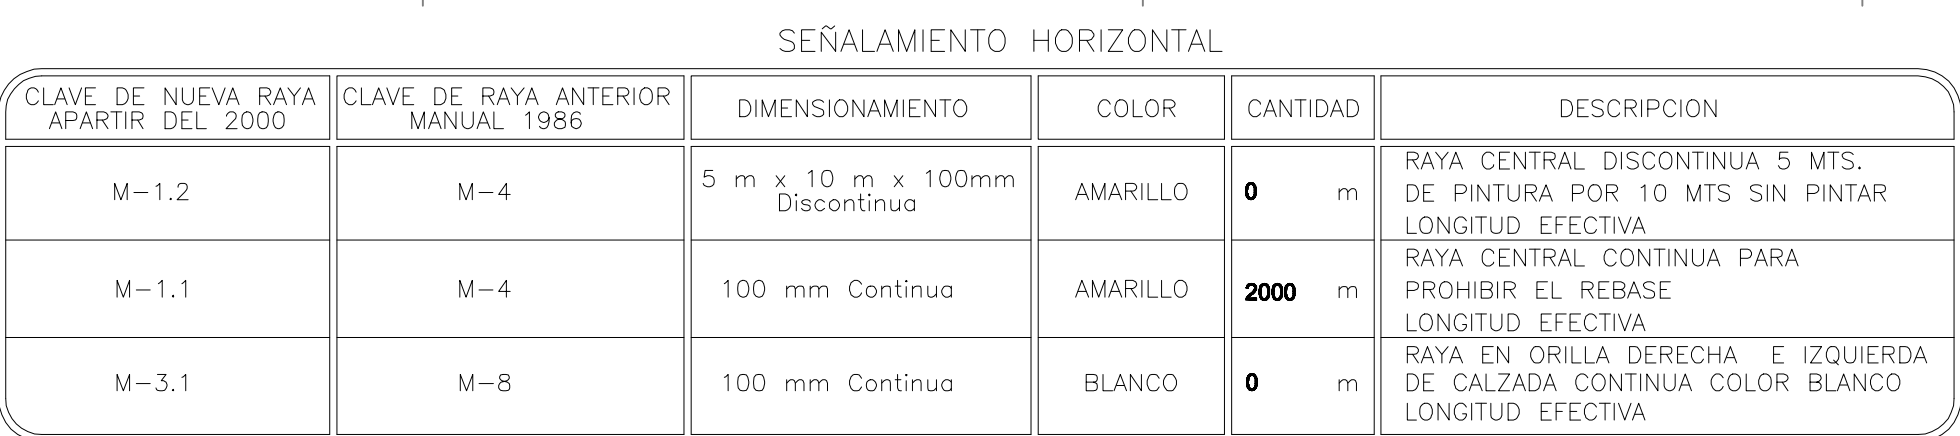 SEÑALAMIENTO HORIZONTAL
CLAVE DE NUEVA RAYA
APARTIR DEL 2000
CLAVE DE RAYA ANTERIOR
MANUAL 1986
DIMENSIONAMIENTO
COLOR
CANTIDAD
DESCRIPCION
M-1.2
M-4
5 m x 10 m x 100mm
Discontinua
AMARILLO
0 m
RAYA CENTRAL DISCONTINUA 5 MTS.
DE PINTURA POR 10 MTS SIN PINTAR
LONGITUD EFECTIVA
M-1.1
M-4
100 mm Continua
AMARILLO
2000 m
RAYA CENTRAL CONTINUA PARA
PROHIBIR EL REBASE
LONGITUD EFECTIVA
M-3.1
M-8
100 mm Continua
BLANCO
0 m
RAYA EN ORILLA DERECHA E IZQUIERDA
DE CALZADA CONTINUA COLOR BLANCO
LONGITUD EFECTIVA